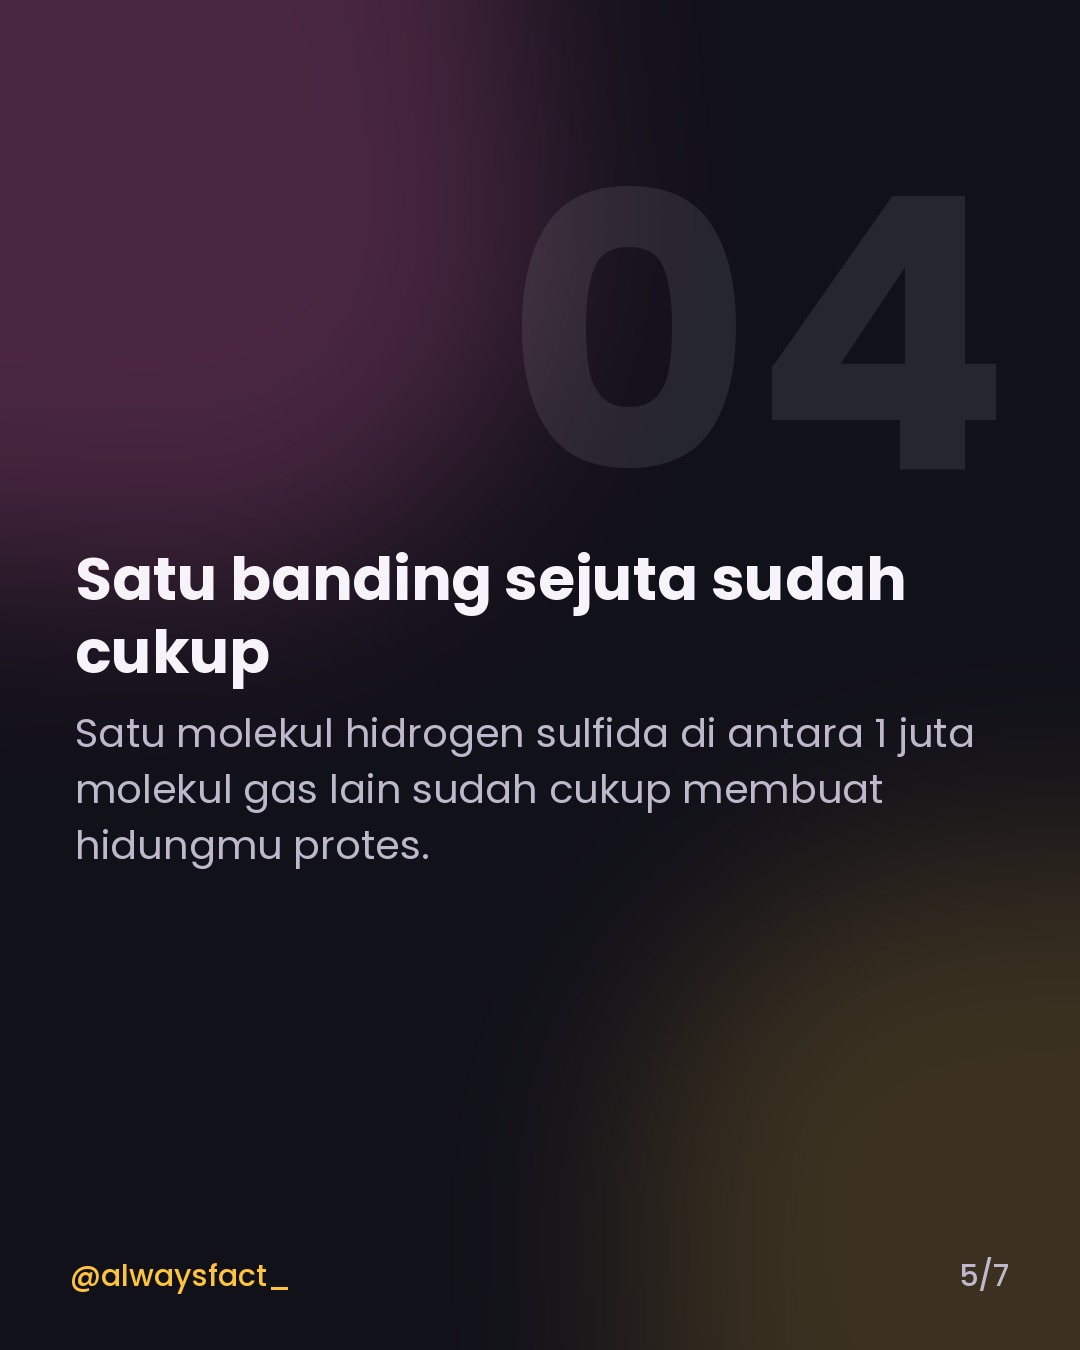 04
Satu banding sejuta sudah
cukup
Satu molekul hidrogen sulfida di antara 1 juta
molekul gas lain sudah cukup membuat
hidungmu protes.
@alwaysfact_
5/7